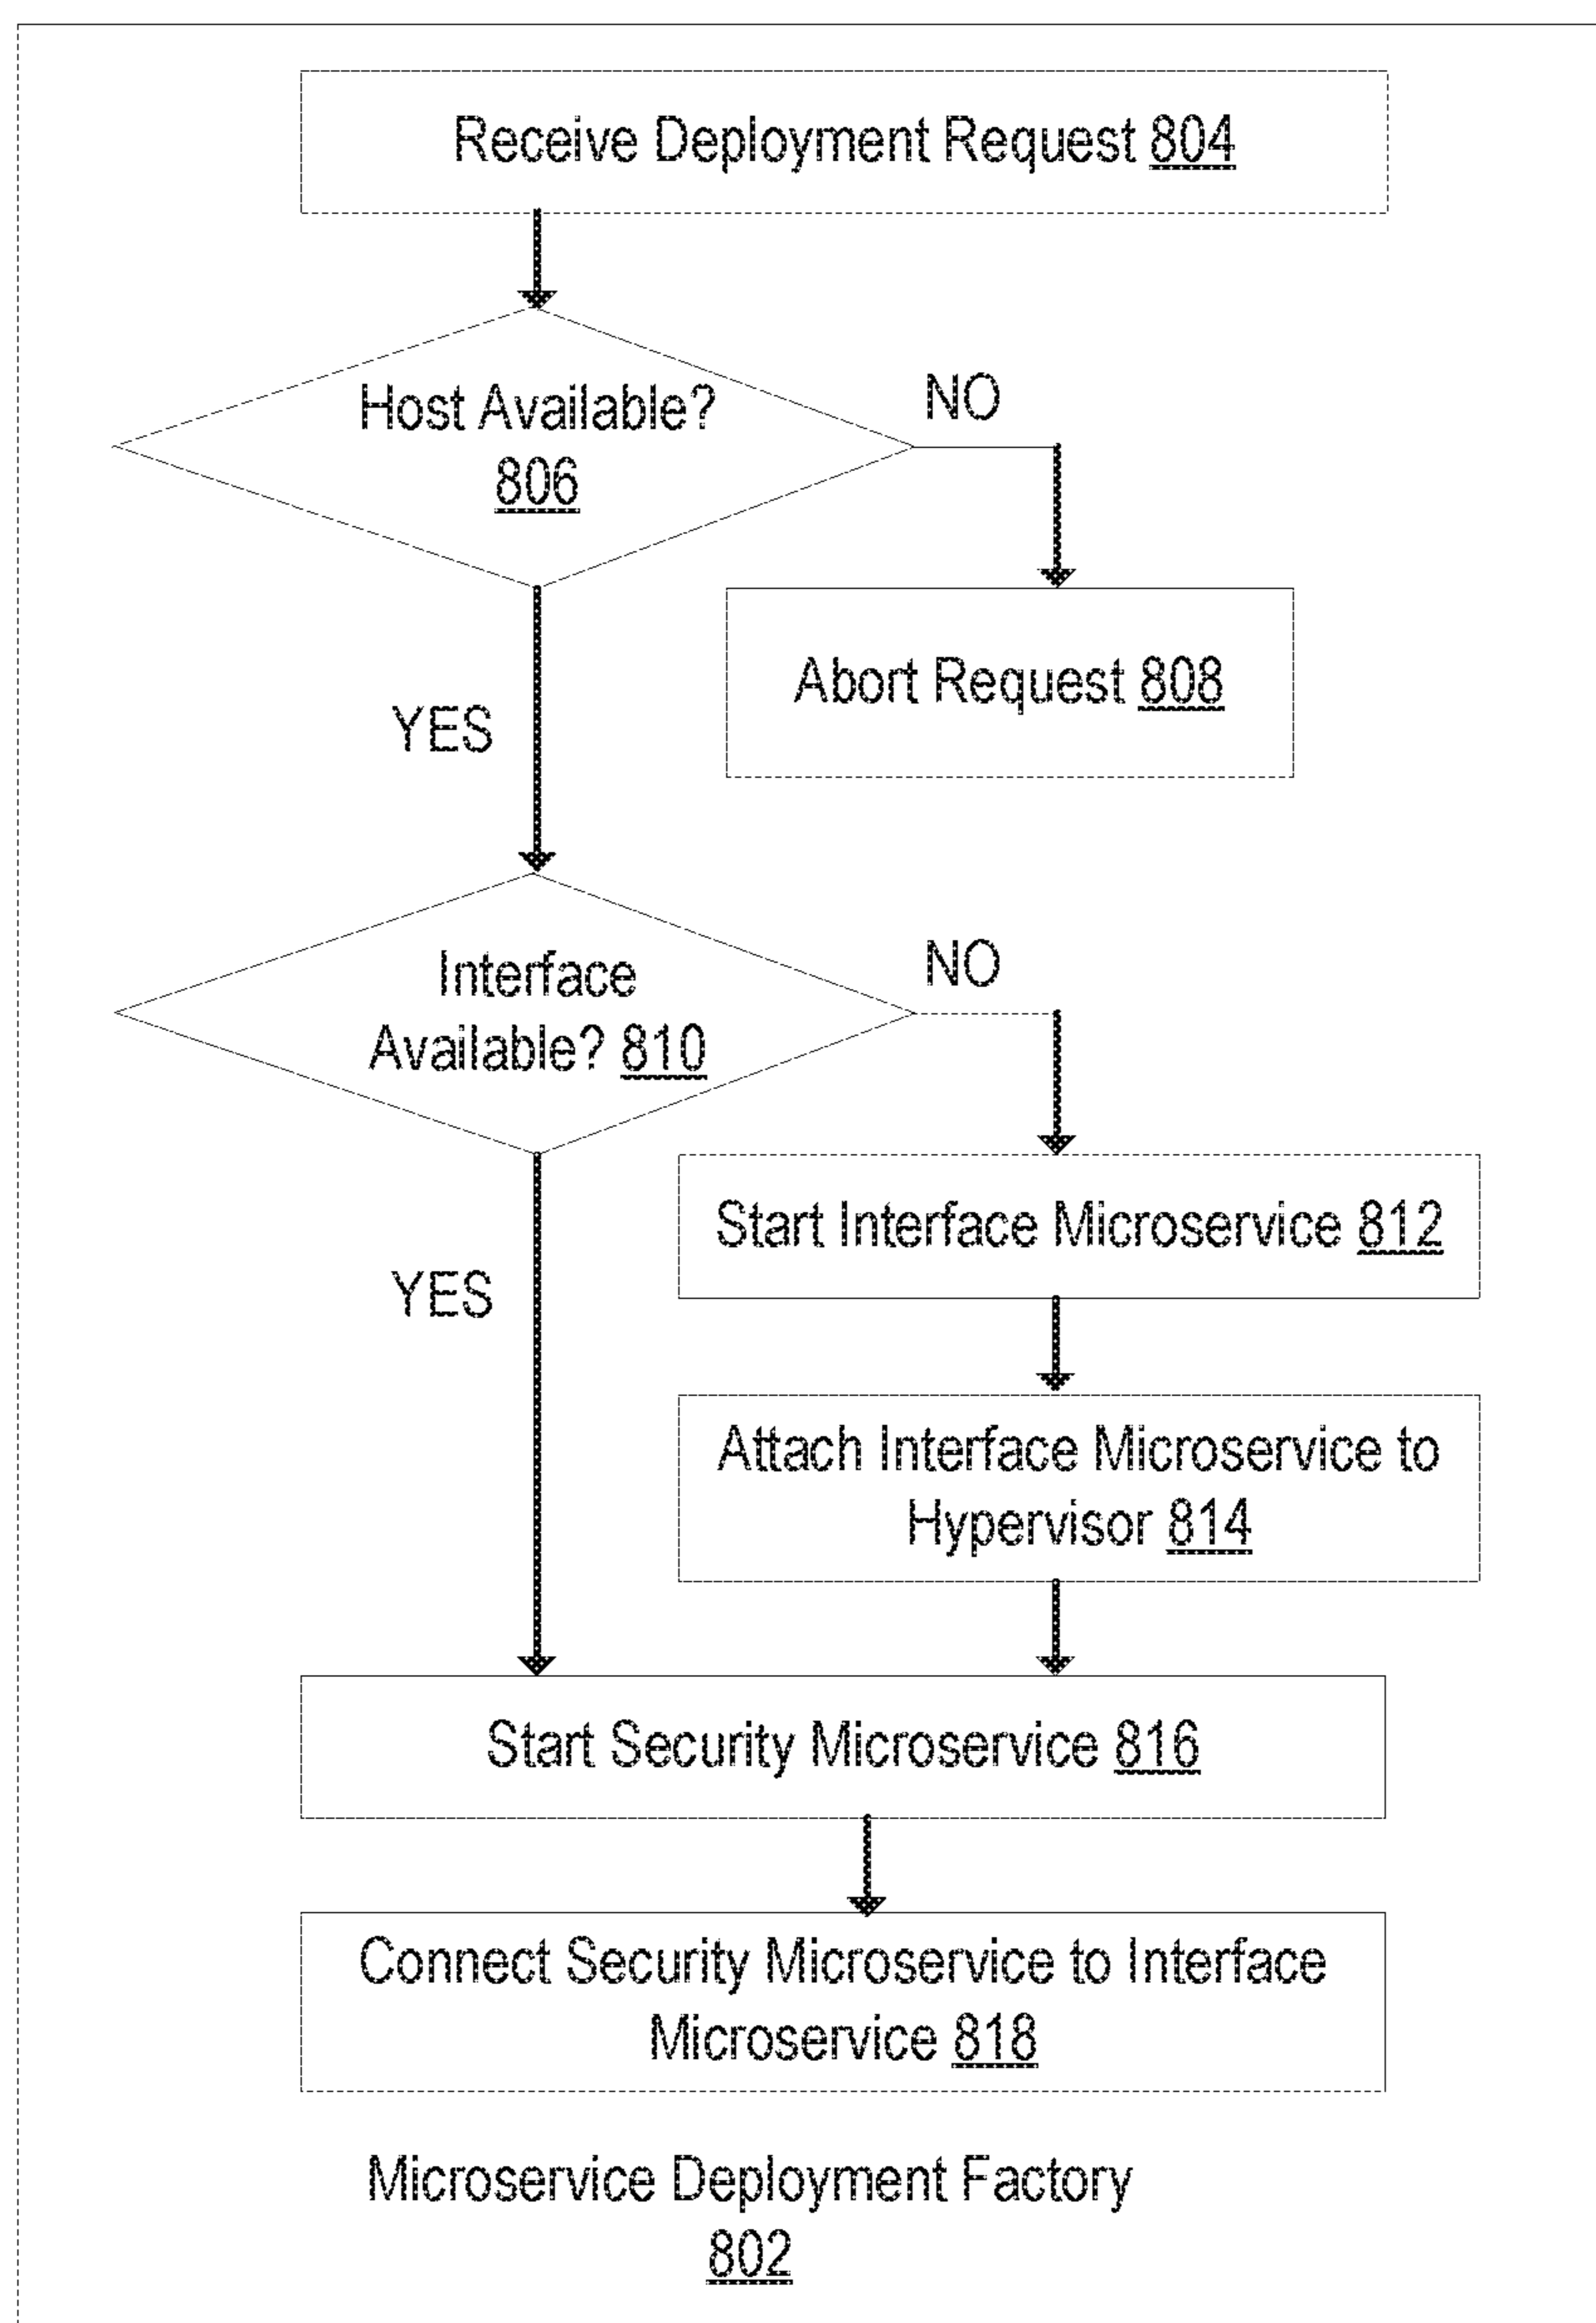 Receive Deployment Request 804
Host Available?
806
NO
Abort Request 808
YES
Interface
Available? 810
NO
Start Interface Microservice 812
YES
Attach Interface Microservice to
Hypervisor 814
Start Security Microservice 816
Connect Security Microservice to Interface
Microservice 818
Microservice Deployment Factory
802